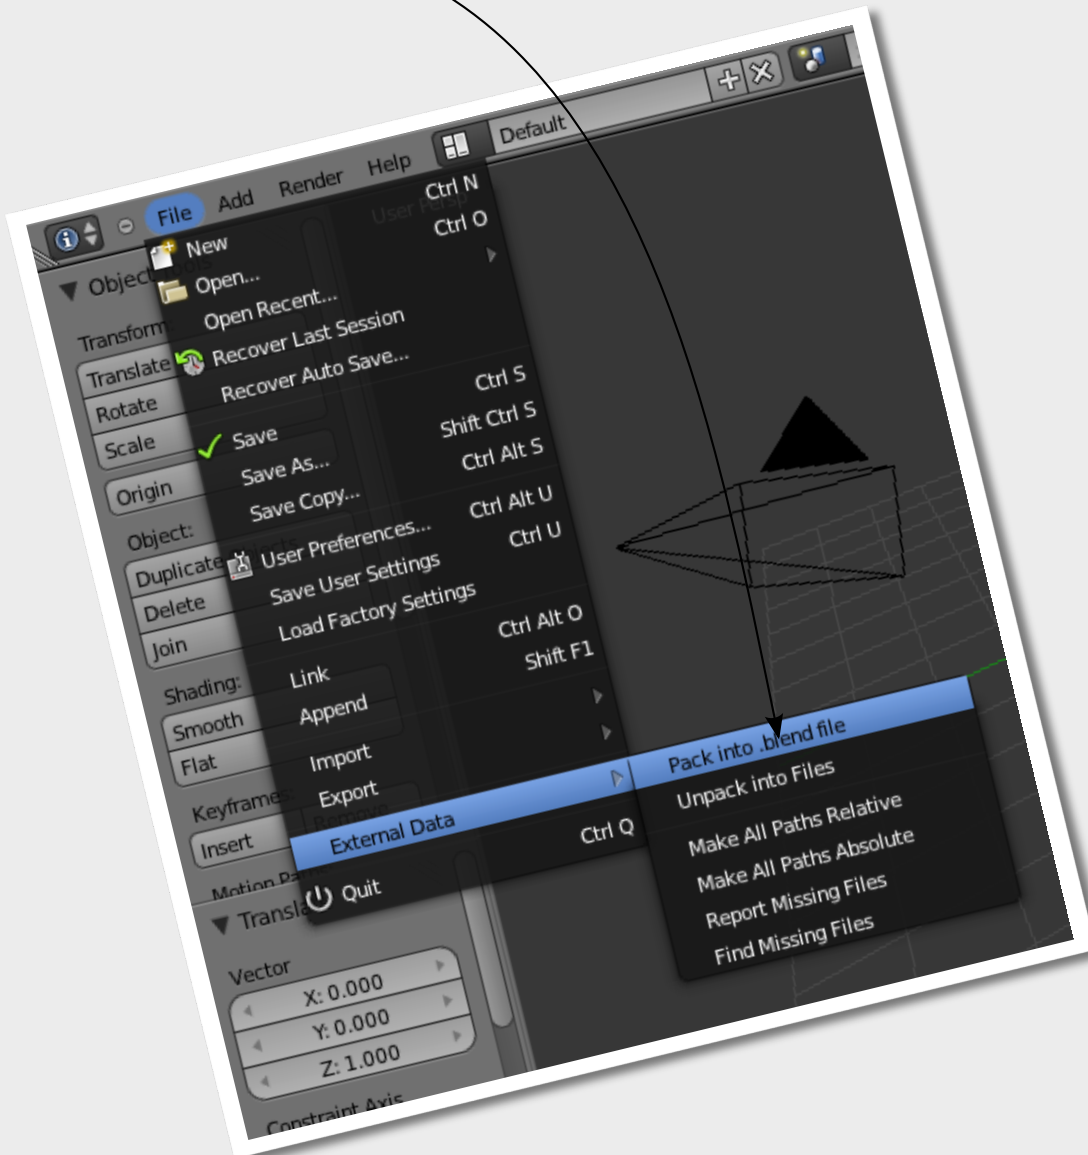 File Add Render Help Default
User Persp
New Ctrl N
Open... Ctrl O
Open Recent...
Recover Last Session
Recover Auto Save...
Save Ctrl S
Save As... Shift Ctrl S
Save Copy... Ctrl Alt S
User Preferences... Ctrl Alt U
Save User Settings Ctrl U
Load Factory Settings
Link Ctrl Alt O
Append Shift F1
Import
Export
External Data
Quit Ctrl Q
Pack into .blend file
Unpack into Files
Make All Paths Relative
Make All Paths Absolute
Report Missing Files
Find Missing Files
Object
Transform
Translate
Rotate
Scale
Origin
Object:
Duplicate
Delete
Join
Shading:
Smooth
Flat
Keyframes:
Insert Remove
Motion Pa
Transla
Vector
X: 0.000
Y: 0.000
Z: 1.000
Constraint Axis